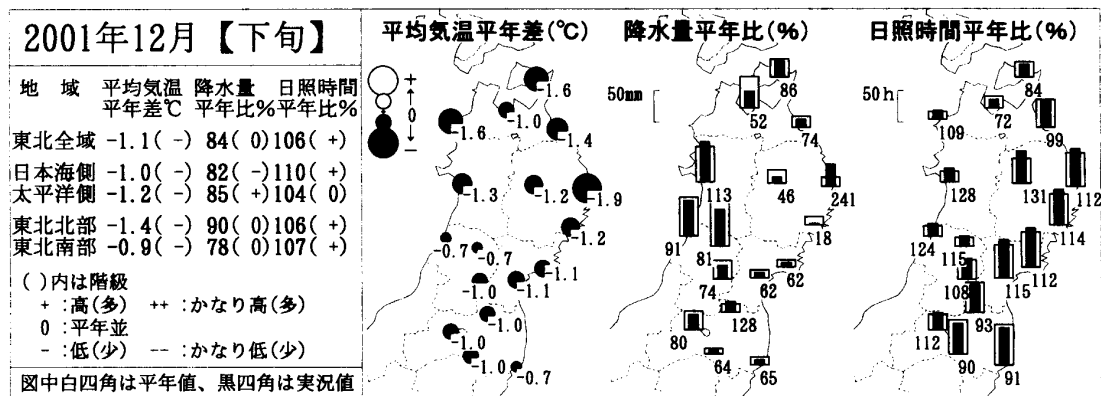 2001年12月【下旬】
地 域 平均気温 降水量 日照時間
平年差℃ 平年比% 平年比%
東北全域 -1.1( -) 84( 0) 106( +)
日本海側 -1.0( -) 82( -) 110( +)
太平洋側 -1.2( -) 85( +) 104( 0)
東北北部 -1.4( -) 90( 0) 106( +)
東北南部 -0.9( -) 78( 0) 107( +)
( )内は階級
+ :高(多) ++ :かなり高(多)
0 :平年並
- :低(少) -- :かなり低(少)
図中白四角は平年値、黒四角は実況値
平均気温平年差(℃)
+
0
-
-1.6
-1.0
-1.6
-1.4
-1.3
-1.2
-1.9
-1.2
-0.7
-0.7
-1.1
-1.0
-1.1
-1.0
-1.0
-1.0
-0.7
降水量平年比(%)
50mm
86
52
74
113
46
241
18
91
81
62
74
62
128
80
64
65
日照時間平年比(%)
50h
84
72
109
99
128
131
112
114
124
115
112
108
115
93
112
90
91